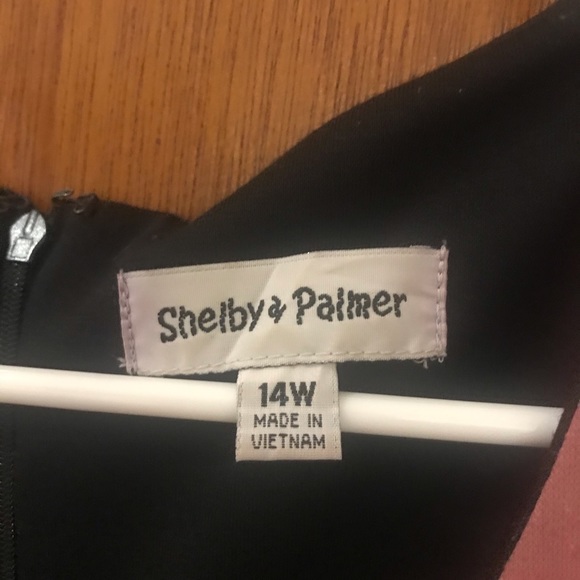 Shelby & Palmer
14W
MADE IN
VIETNAM